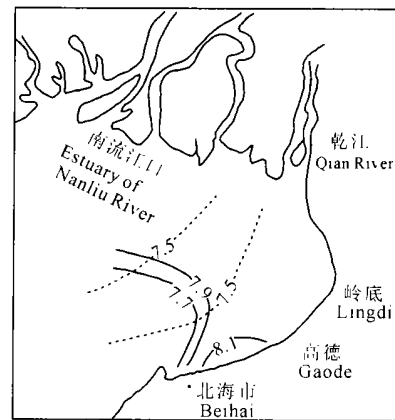 南流江口
Estuary of
Nanliu River
乾江
Qian River
7.5
7.9
7.7
7.5
岭底
Lingdi
8.1
高德
Gaode
北海市
Beihai